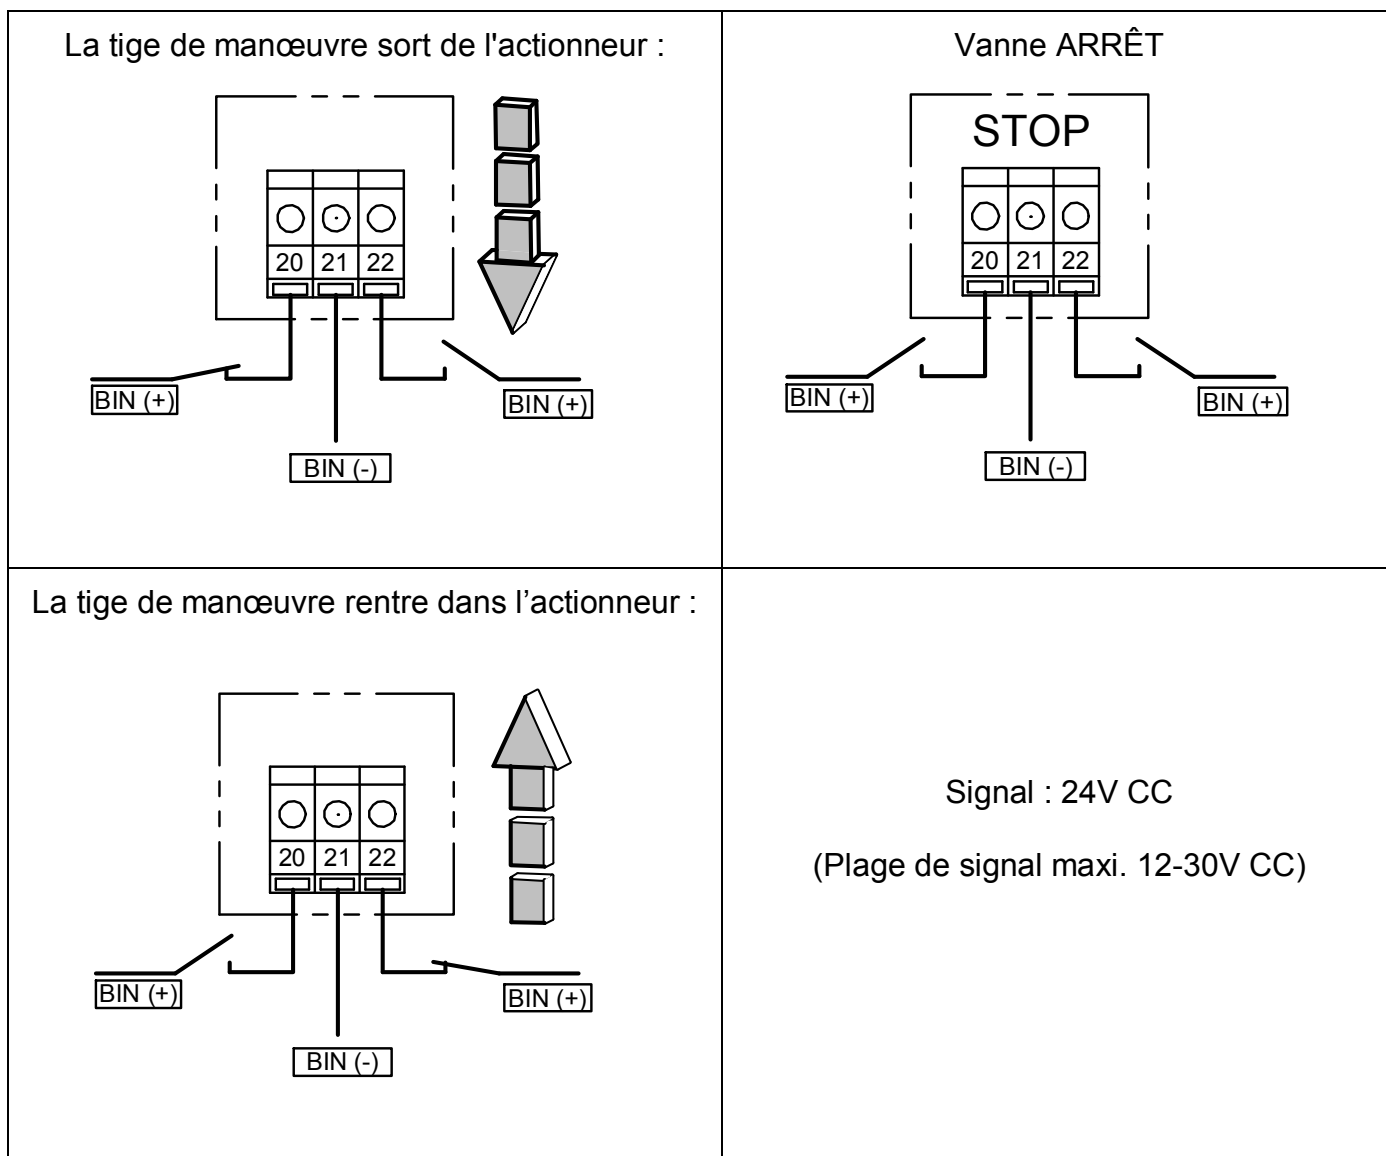 La tige de manœuvre sort de l'actionneur :
20 21 22
BIN (+)
BIN (+)
BIN (-)
Vanne ARRÊT
STOP
20 21 22
BIN (+)
BIN (+)
BIN (-)
La tige de manœuvre rentre dans l’actionneur :
20 21 22
BIN (+)
BIN (+)
BIN (-)
Signal : 24V CC
(Plage de signal maxi. 12-30V CC)